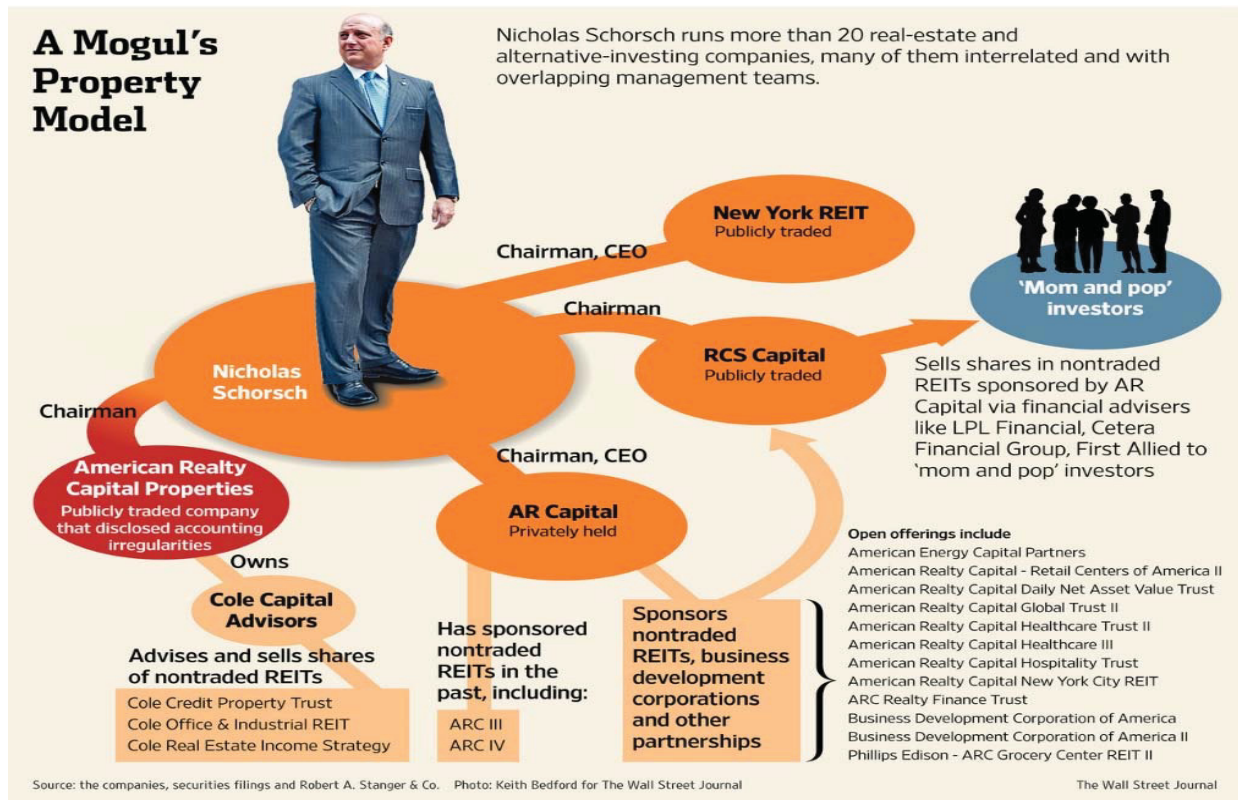 A Mogul's
Property
Model
Nicholas Schorsch runs more than 20 real-estate and
alternative-investing companies, many of them interrelated and with
overlapping management teams.
New York REIT
Publicly traded
Chairman, CEO
'Mom and pop'
investors
Chairman
RCS Capital
Publicly traded
Sells shares in nontraded
REITs sponsored by AR
Capital via financial advisers
like LPL Financial, Cetera
Financial Group, First Allied to
'mom and pop' investors
Nicholas
Schorsch
Chairman
American Realty
Capital Properties
Publicly traded company
that disclosed accounting
irregularities
Chairman, CEO
AR Capital
Privately held
Owns
Cole Capital
Advisors
Advises and sells shares
of nontraded REITs
Cole Credit Property Trust
Cole Office & Industrial REIT
Cole Real Estate Income Strategy
Has sponsored
nontraded
REITs in the
past, including:
ARC III
ARC IV
Sponsors
nontraded
REITs, business
development
corporations
and other
partnerships
Open offerings include
American Energy Capital Partners
American Realty Capital - Retail Centers of America II
American Realty Capital Daily Net Asset Value Trust
American Realty Capital Global Trust II
American Realty Capital Healthcare Trust II
American Realty Capital Healthcare III
American Realty Capital Hospitality Trust
American Realty Capital New York City REIT
ARC Realty Finance Trust
Business Development Corporation of America
Business Development Corporation of America II
Phillips Edison - ARC Grocery Center REIT II
Source: the companies, securities filings and Robert A. Stanger & Co. Photo: Keith Bedford for The Wall Street Journal
The Wall Street Journal